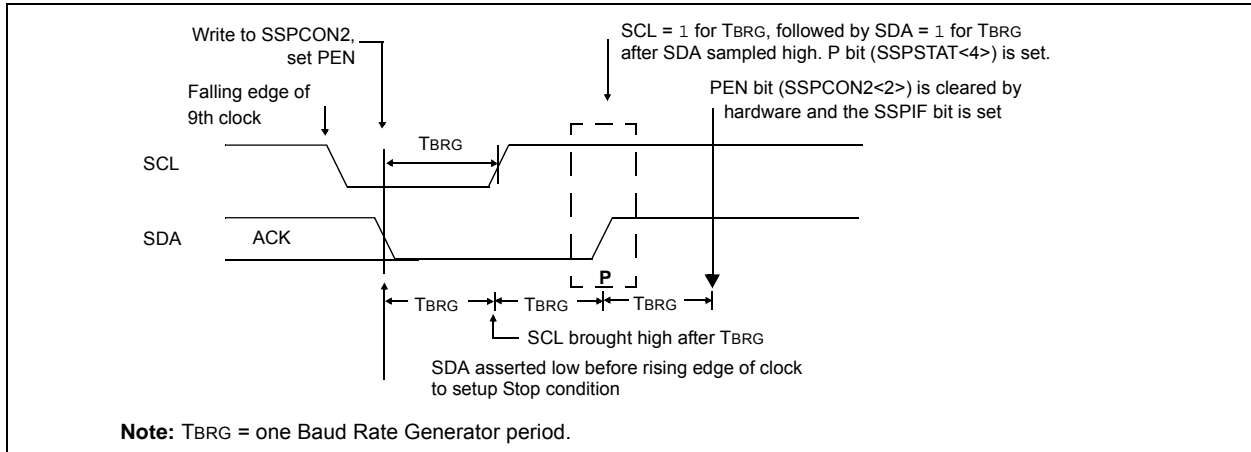 Write to SSPCON2,
set PEN
SCL = 1 for TBRG, followed by SDA = 1 for TBRG
after SDA sampled high. P bit (SSPSTAT<4>) is set.
Falling edge of
9th clock
PEN bit (SSPCON2<2>) is cleared by
hardware and the SSPIF bit is set
TBRG
SCL
SDA
ACK
P
TBRG
TBRG
TBRG
SCL brought high after TBRG
SDA asserted low before rising edge of clock
to setup Stop condition
Note: TBRG = one Baud Rate Generator period.